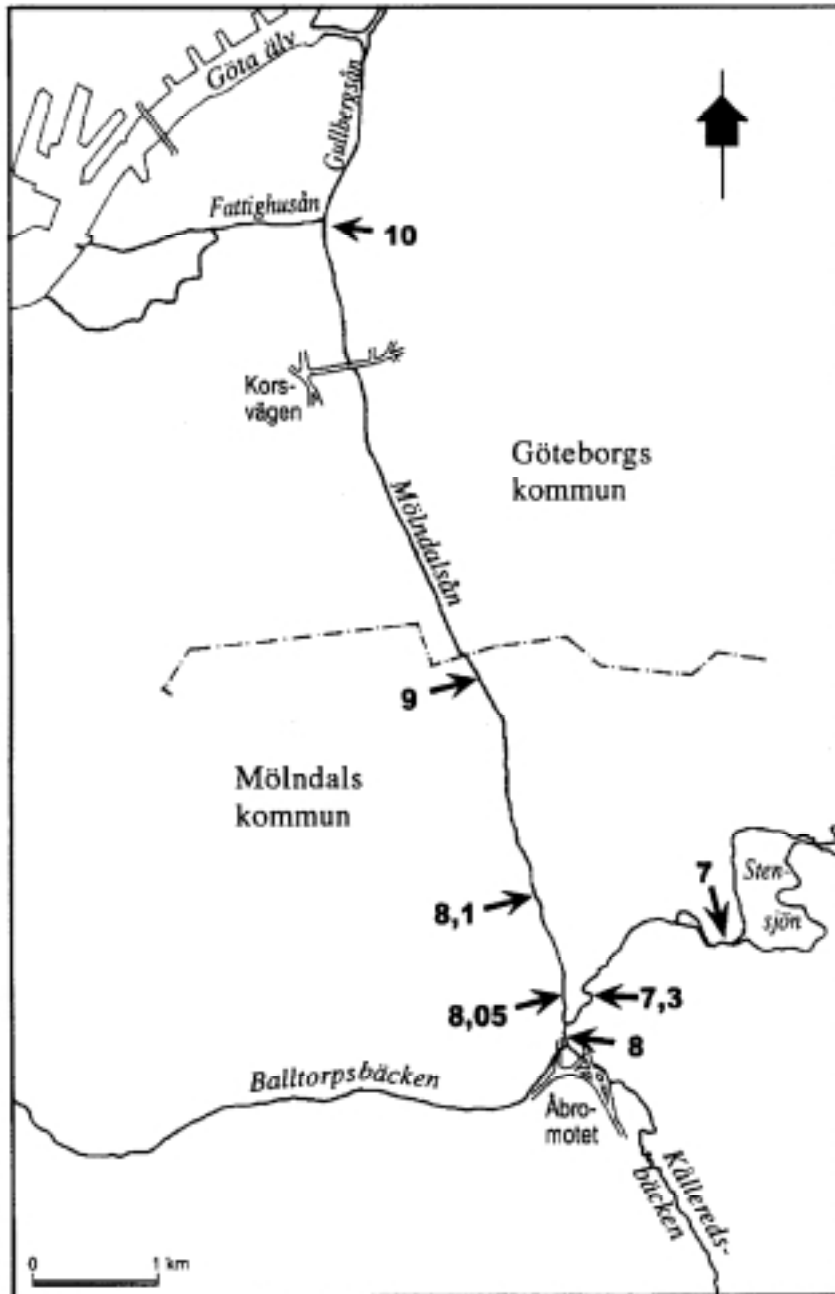 Göta älv
Gullbergsån
Fattighusån
10
Kors-
vägen
Göteborgs
kommun
Mölndalsån
9
Mölndals
kommun
7
Sten-
sjön
8,1
7,3
8,05
8
Balltorpsbäcken
Åbro-
motet
Kållereds-
bäcken
0 1 km